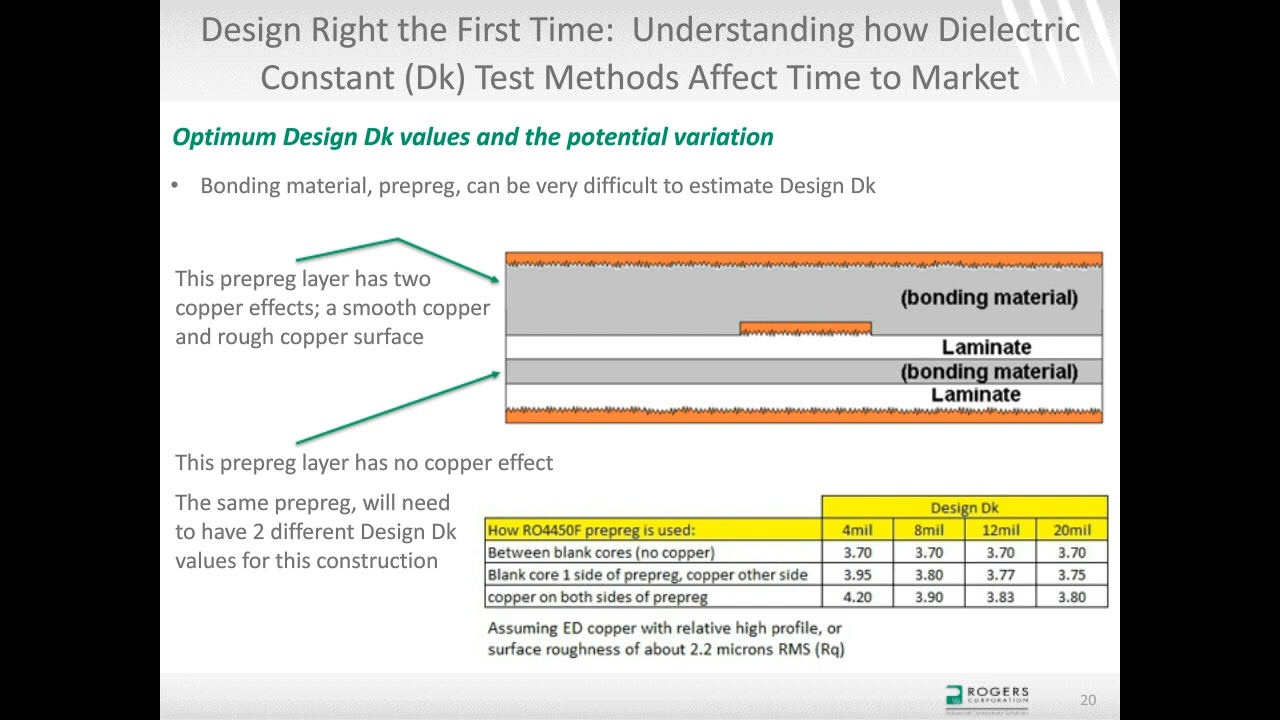 Design Right the First Time:  Understanding how Dielectric
Constant (Dk) Test Methods Affect Time to Market
Optimum Design Dk values and the potential variation
• Bonding material, prepreg, can be very difficult to estimate Design Dk
This prepreg layer has two
copper effects; a smooth copper
and rough copper surface
(bonding material)
Laminate
(bonding material)
Laminate
This prepreg layer has no copper effect
The same prepreg, will need
to have 2 different Design Dk
values for this construction
Design Dk
How RO4450F prepreg is used: 4mil 8mil 12mil 20mil
Between blank cores (no copper) 3.70 3.70 3.70 3.70
Blank core 1 side of prepreg, copper other side 3.95 3.80 3.77 3.75
copper on both sides of prepreg 4.20 3.90 3.83 3.80
Assuming ED copper with relative high profile, or
surface roughness of about 2.2 microns RMS (Rq)
ROGERS
CORPORATION
Advanced Connectivity Solutions
20